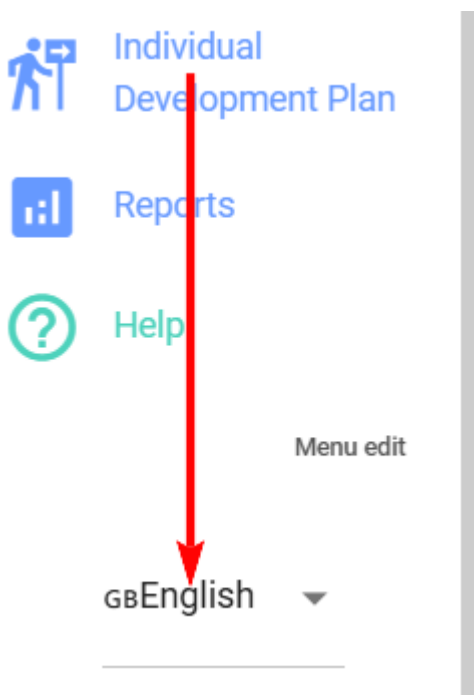 Individual
Development Plan
Reports
Help
Menu edit
GBEnglish